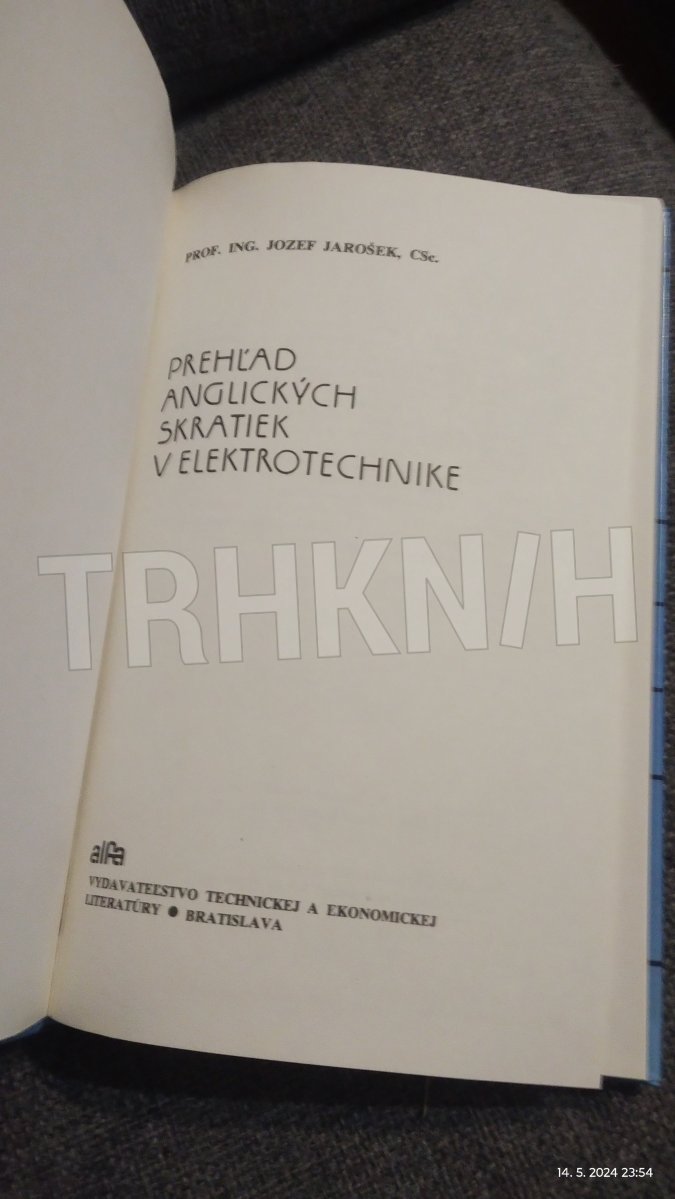 PROF. ING. JOZEF JAROŠEK, CSc.
PREHĽAD
ANGLICKÝCH
SKRATIEK
V ELEKTROTECHNIKE
TRHKN/H
alfa
VYDAVATEĽSTVO TECHNICKEJ A EKONOMICKEJ
LITERATÚRY ● BRATISLAVA
14. 5. 2024 23:54